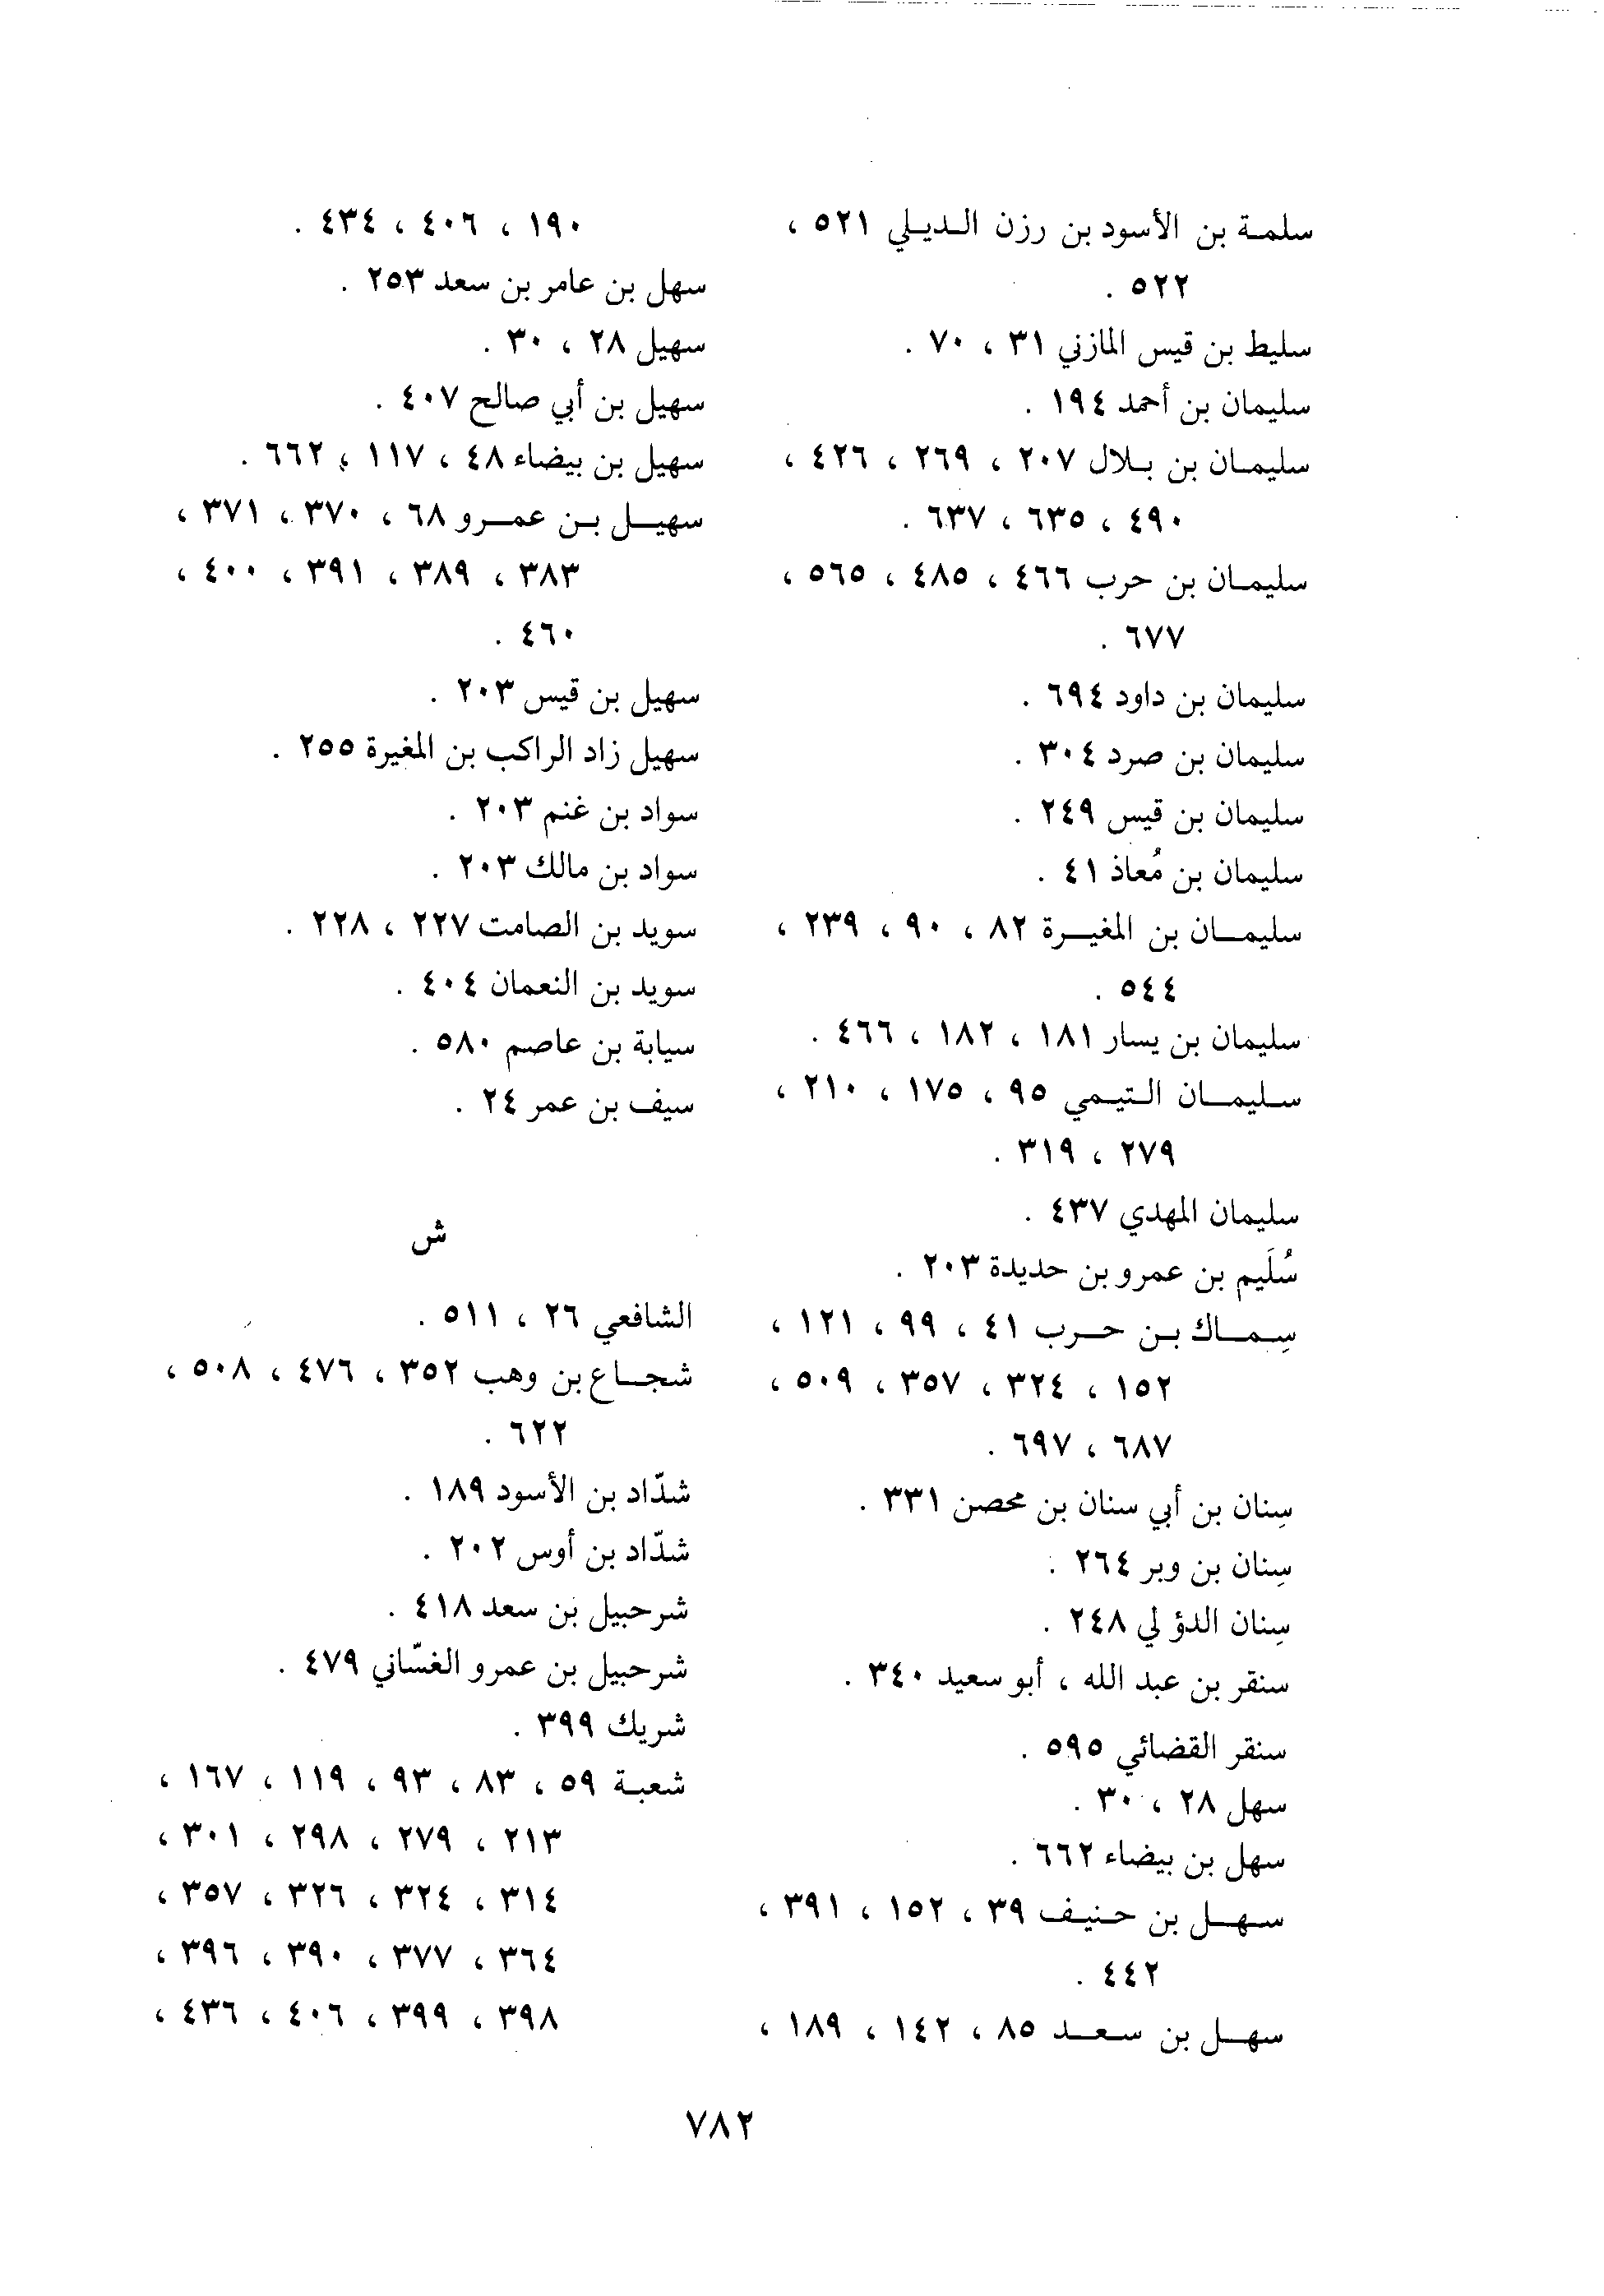 سلمة بن الأسود بن رزن الديلي ٥٢١ ،
٥٢٢ .
سليط بن قيس المازني ٣١ ، ٧٠ .
سليمان بن أحمد ١٩٤ .
سليمان بن بلال ٢٠٧ ، ٢٦٩ ، ٤٢٦ ،
٤٩٠ ، ٦٣٥ ، ٦٣٧ .
سليمان بن حرب ٤٦٦ ، ٤٨٥ ، ٥٦٥ ،
٦٧٧ .
سليمان بن داود ٦٩٤ .
سليمان بن صرد ٣٠٤ .
سليمان بن قيس ٢٤٩ .
سليمان بن مُعاذ ٤١ .
سليمان بن المغيرة ٨٢ ، ٩٠ ، ٢٣٩ ،
٥٤٤ .
سليمان بن يسار ١٨١ ، ١٨٢ ، ٤٦٦ .
سليمان التيمي ٩٥ ، ١٧٥ ، ٢١٠ ،
٢٧٩ ، ٣١٩ .
سليمان المهدي ٤٣٧ .
سُلَيم بن عمرو بن حديدة ٢٠٣ .
سِماك بن حرب ٤١ ، ٩٩ ، ١٢١ ،
١٥٢ ، ٣٢٤ ، ٣٥٧ ، ٥٠٩ ،
٦٨٧ ، ٦٩٧ .
سِنان بن أبي سنان بن محصن ٣٣١ .
سِنان بن وبر ٢٦٤ .
سِنان الدؤلي ٢٤٨ .
سنقر بن عبد الله ، أبو سعيد ٣٤٠ .
سنقر القضائي ٥٩٥ .
سهل ٢٨ ، ٣٠ .
سهل بن بيضاء ٦٦٢ .
سهل بن حنيف ٣٩ ، ١٥٢ ، ٣٩١ ،
٤٤٢ .
سهل بن سعد ٨٥ ، ١٤٢ ، ١٨٩ ،
١٩٠ ، ٤٠٦ ، ٤٣٤ .
سهل بن عامر بن سعد ٢٥٣ .
سهيل ٢٨ ، ٣٠ .
سهيل بن أبي صالح ٤٠٧ .
سهيل بن بيضاء ٤٨ ، ١١٧ ، ٦٦٢ .
سهيل بن عمرو ٦٨ ، ٣٧٠ ، ٣٧١ ،
٣٨٣ ، ٣٨٩ ، ٣٩١ ، ٤٠٠ ،
٤٦٠ .
سهيل بن قيس ٢٠٣ .
سهيل زاد الراكب بن المغيرة ٢٥٥ .
سواد بن غنم ٢٠٣ .
سواد بن مالك ٢٠٣ .
سويد بن الصامت ٢٢٧ ، ٢٢٨ .
سويد بن النعمان ٤٠٤ .
سيابة بن عاصم ٥٨٠ .
سيف بن عمر ٢٤ .
ش
الشافعي ٢٦ ، ٥١١ .
شجاع بن وهب ٣٥٢ ، ٤٧٦ ، ٥٠٨ ،
٦٢٢ .
شدّاد بن الأسود ١٨٩ .
شدّاد بن أوس ٢٠٢ .
شرحبيل بن سعد ٤١٨ .
شرحبيل بن عمرو الغسّاني ٤٧٩ .
شريك ٣٩٩ .
شعبة ٥٩ ، ٨٣ ، ٩٣ ، ١١٩ ، ١٦٧ ،
٢١٣ ، ٢٧٩ ، ٢٩٨ ، ٣٠١ ،
٣١٤ ، ٣٢٤ ، ٣٢٦ ، ٣٥٧ ،
٣٦٤ ، ٣٧٧ ، ٣٩٠ ، ٣٩٦ ،
٣٩٨ ، ٣٩٩ ، ٤٠٦ ، ٤٣٦ ،
٧٨٢